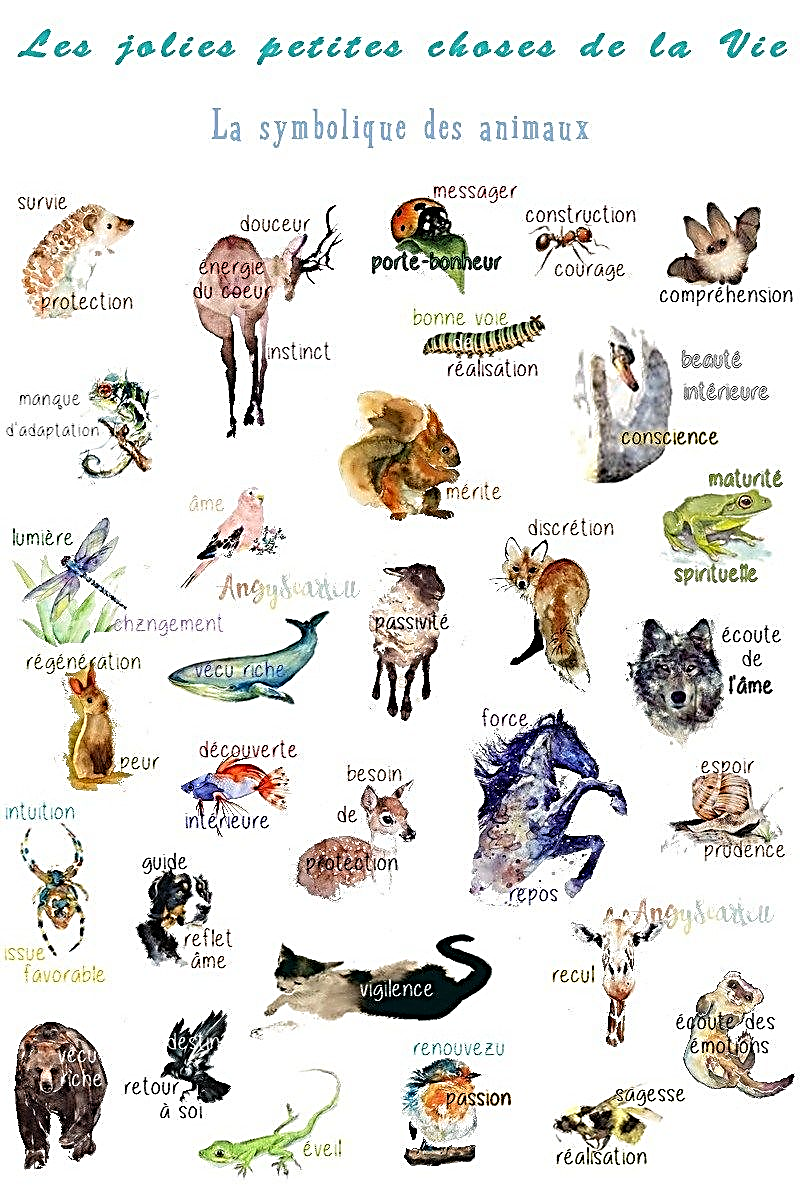 Les jolies petites choses de la Vie
La symbolique des animaux
survie
protection
douceur
énergie
du coeur
instinct
messager
porte-bonheur
construction
courage
compréhension
bonne voie
de
réalisation
beauté
intérieure
conscience
manque
d'adaptation
mérite
maturité
spirituelle
âme
AngyScarlett
lumière
chzngement
discrétion
passivité
vécu riche
écoute
de
l'âme
régénération
peur
force
repos
découverte
intérieure
besoin
de
protection
espoir
prudence
intuition
issue
favorable
guide
reflet
âme
vigilence
AngyScarlett
recul
écoute des
émotions
vécu
riche
destin
retour
à soi
renouvezu
passion
éveil
sagesse
réalisation